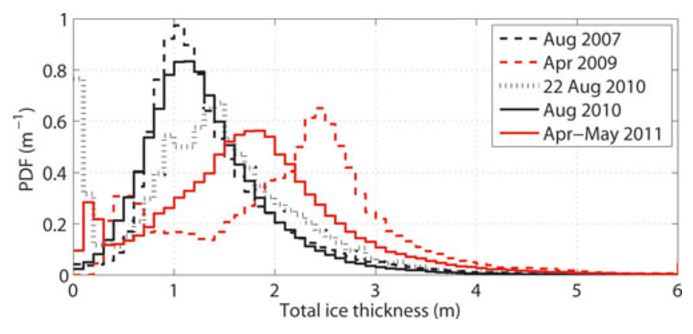 1
0.8
0.6
0.4
0.2
0
PDF (m⁻¹)
Aug 2007
Apr 2009
22 Aug 2010
Aug 2010
Apr−May 2011
0 1 2 3 4 5 6
Total ice thickness (m)